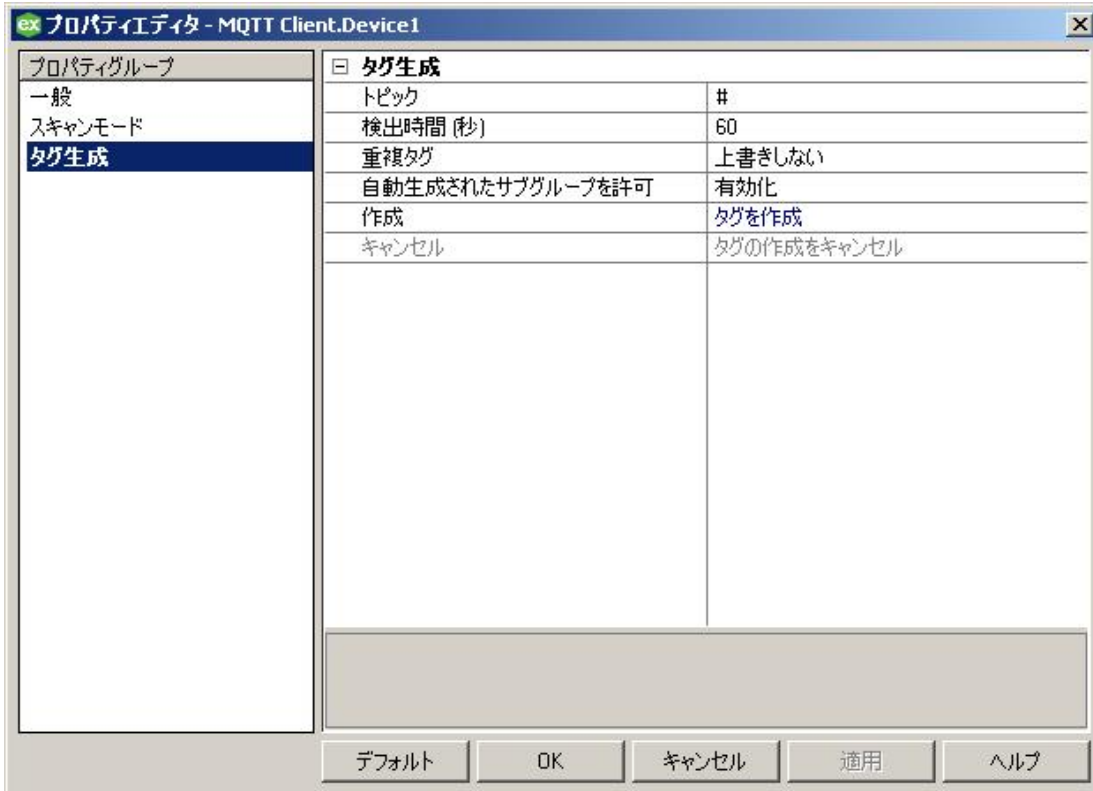 ex プロパティエディタ - MQTT Client.Device1
プロパティグループ
一般
スキャンモード
タグ生成
タグ生成
トピック #
検出時間 (秒) 60
重複タグ 上書きしない
自動生成されたサブグループを許可 有効化
作成 タグを作成
キャンセル タグの作成をキャンセル
デフォルト OK キャンセル 適用 ヘルプ